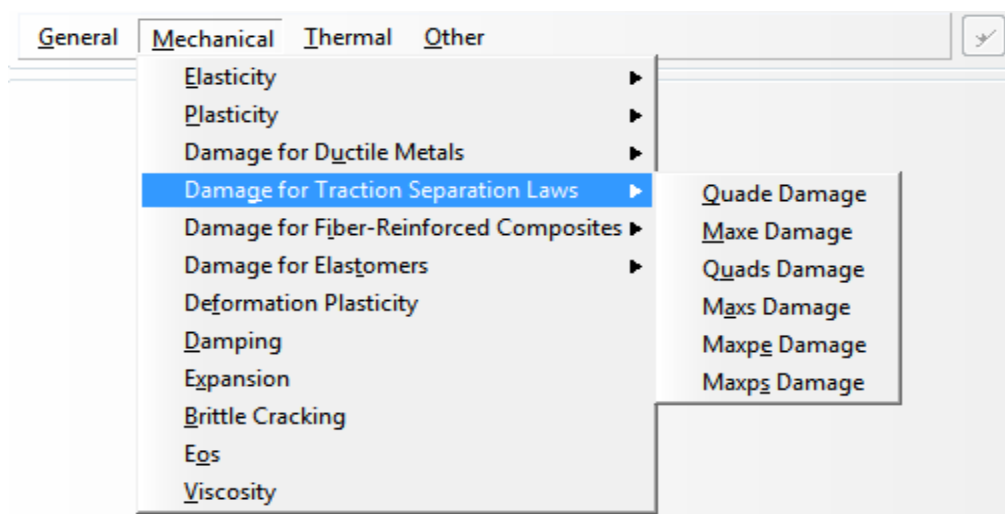 General Mechanical Thermal Other
Elasticity
Plasticity
Damage for Ductile Metals
Damage for Traction Separation Laws
Damage for Fiber-Reinforced Composites
Damage for Elastomers
Deformation Plasticity
Damping
Expansion
Brittle Cracking
Eos
Viscosity
Quade Damage
Maxe Damage
Quads Damage
Maxs Damage
Maxpe Damage
Maxps Damage